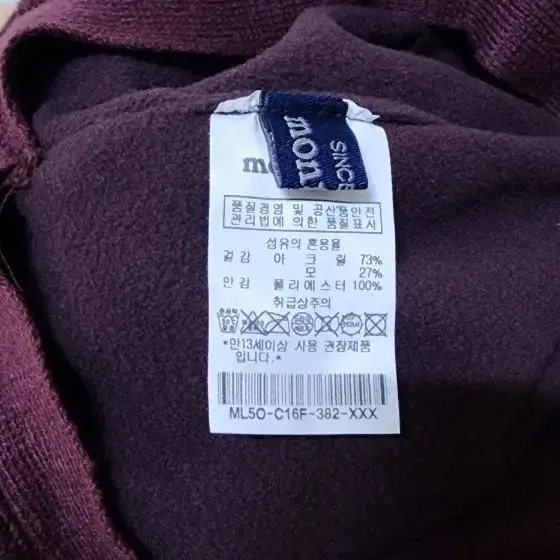 mon
SINCE
m
품질경영 및 공산품안전
관리법에 의한 품질표시
섬유의 혼용율
겉감 아 크 릴 73%
모 27%
안감 폴리에스터 100%
취급상주의
*만13세이상 사용 권장제품
입니다.*
ML50-C16F-382-XXX